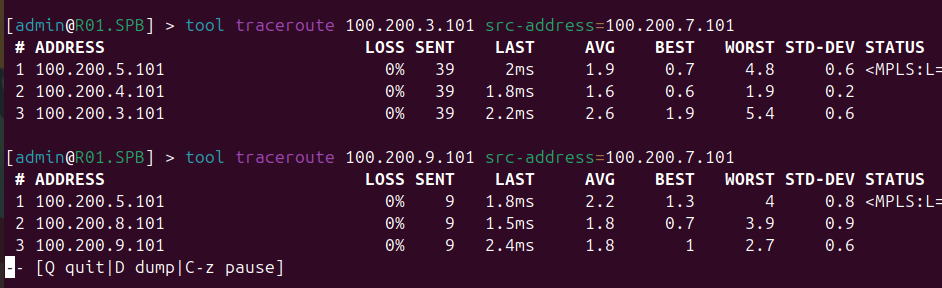 [admin@R01.SPB] > tool traceroute 100.200.3.101 src-address=100.200.7.101
# ADDRESS LOSS SENT LAST AVG BEST WORST STD-DEV STATUS
1 100.200.5.101 0% 39 2ms 1.9 0.7 4.8 0.6 <MPLS:L=
2 100.200.4.101 0% 39 1.8ms 1.6 0.6 1.9 0.2
3 100.200.3.101 0% 39 2.2ms 2.6 1.9 5.4 0.6
[admin@R01.SPB] > tool traceroute 100.200.9.101 src-address=100.200.7.101
# ADDRESS LOSS SENT LAST AVG BEST WORST STD-DEV STATUS
1 100.200.5.101 0% 9 1.8ms 2.2 1.3 4 0.8 <MPLS:L=
2 100.200.8.101 0% 9 1.5ms 1.8 0.7 3.9 0.9
3 100.200.9.101 0% 9 2.4ms 1.8 1 2.7 0.6
-- [Q quit|D dump|C-z pause]